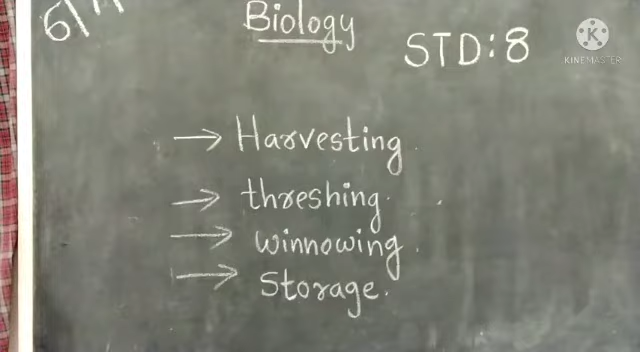 Biology
STD:8
K
KINEMASTER
→ Harvesting.
→ threshing.
→ winnowing.
→ Storage.